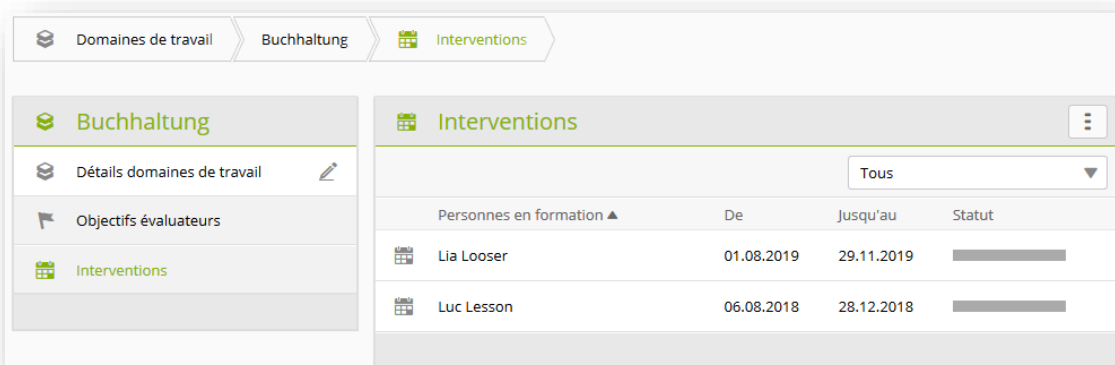 Domaines de travail Buchhaltung Interventions
Buchhaltung
Détails domaines de travail
Objectifs évaluateurs
Interventions
Interventions
Tous
Personnes en formation ▲ De Jusqu'au Statut
Lia Looser 01.08.2019 29.11.2019
Luc Lesson 06.08.2018 28.12.2018